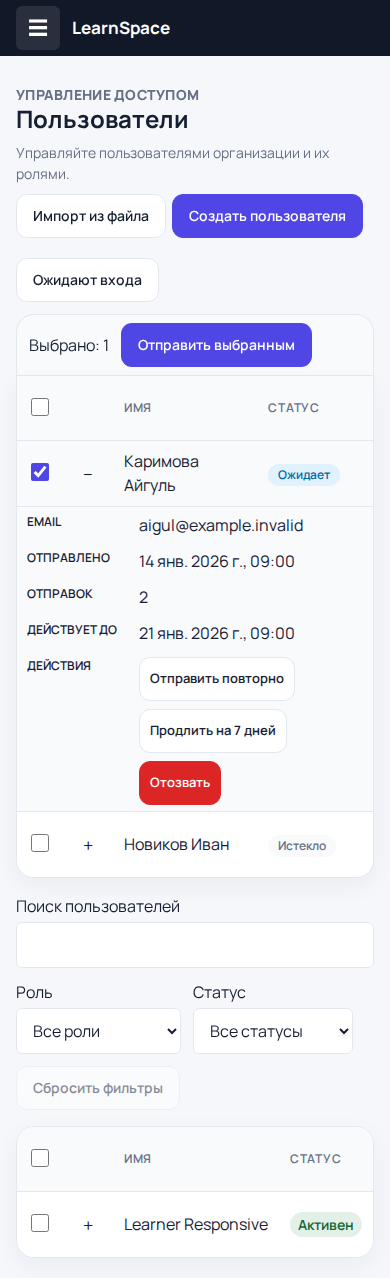 ☰ LearnSpace
УПРАВЛЕНИЕ ДОСТУПОМ
Пользователи
Управляйте пользователями организации и их
ролями.
Импорт из файла Создать пользователя
Ожидают входа
Выбрано: 1 Отправить выбранным
ИМЯ СТАТУС
− Каримова
Айгуль Ожидает
EMAIL aigul@example.invalid
ОТПРАВЛЕНО 14 янв. 2026 г., 09:00
ОТПРАВОК 2
ДЕЙСТВУЕТ ДО 21 янв. 2026 г., 09:00
ДЕЙСТВИЯ Отправить повторно
Продлить на 7 дней
Отозвать
+ Новиков Иван Истекло
Поиск пользователей
Роль Статус
Все роли Все статусы
Сбросить фильтры
ИМЯ СТАТУС
+ Learner Responsive Активен